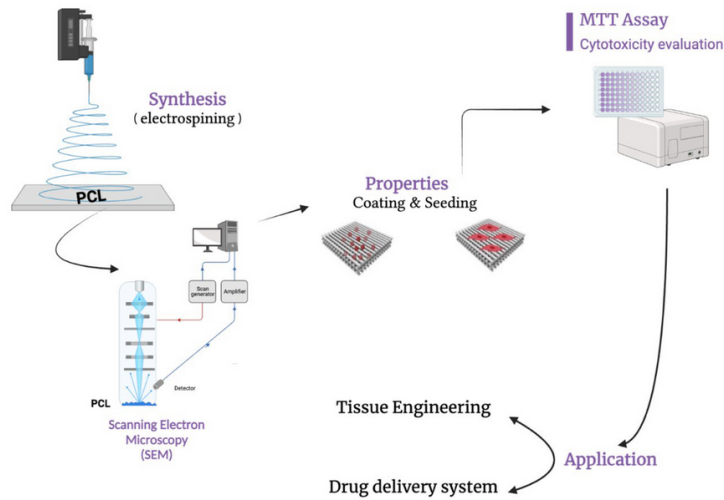 MTT Assay
Cytotoxicity evaluation
Synthesis
( electrospining )
PCL
Properties
Coating & Seeding
Scan
generator
Amplifier
Detector
PCL
Scanning Electron
Microscopy
(SEM)
Tissue Engineering
Application
Drug delivery system